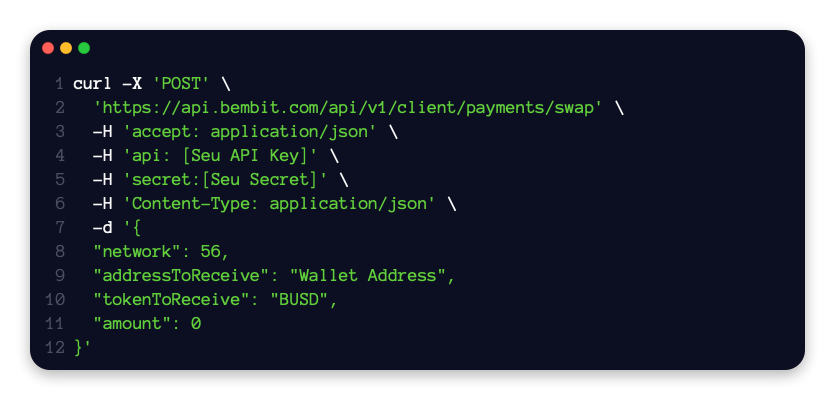 1 curl -X 'POST' \
2 'https://api.bembit.com/api/v1/client/payments/swap' \
3 -H 'accept: application/json' \
4 -H 'api: [Seu API Key]' \
5 -H 'secret:[Seu Secret]' \
6 -H 'Content-Type: application/json' \
7 -d '{
8 "network": 56,
9 "addressToReceive": "Wallet Address",
10 "tokenToReceive": "BUSD",
11 "amount": 0
12 }'